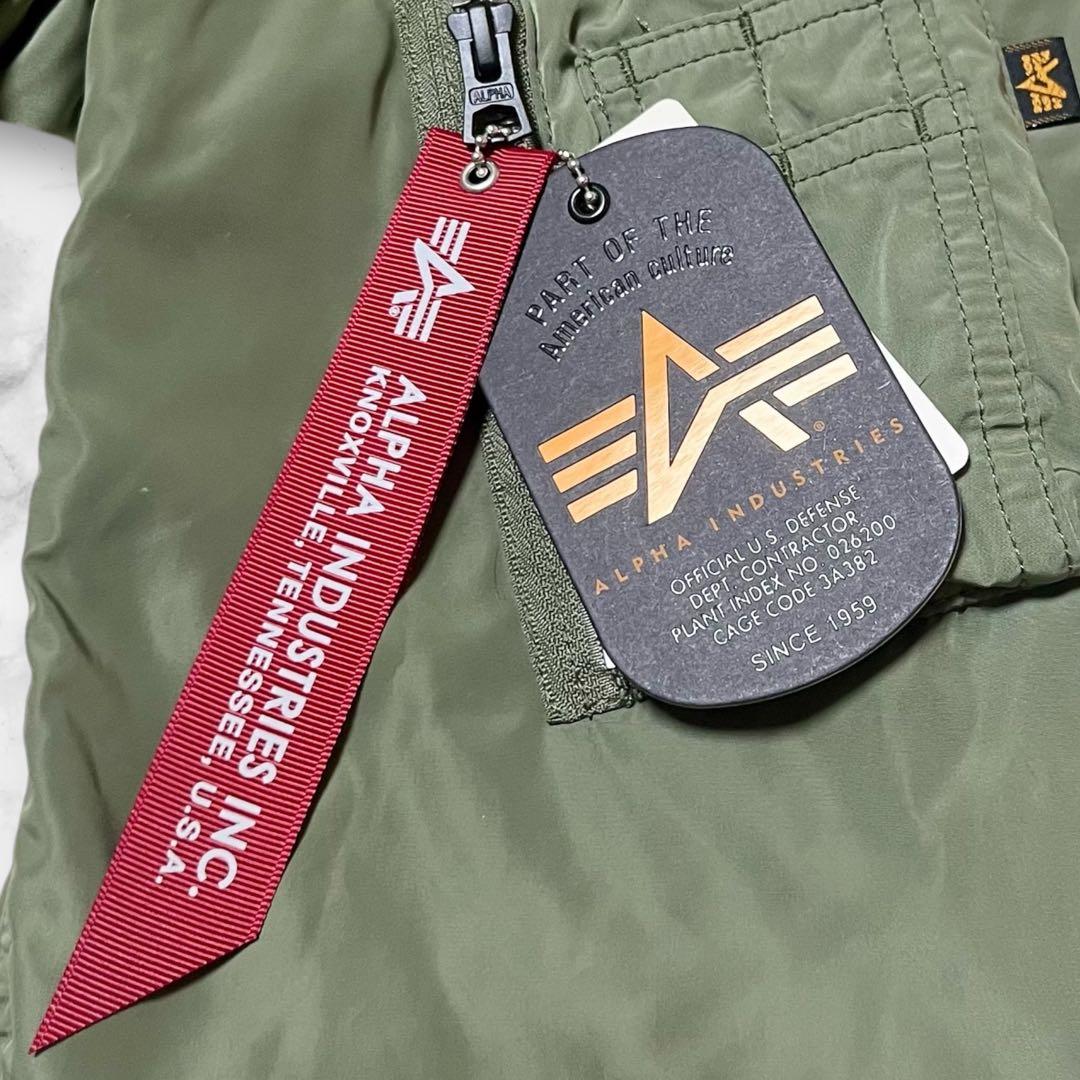 ALPHA
ALPHA INDUSTRIES INC.
KNOXVILLE, TENNESSEE, U.S.A.
PART OF THE
American culture
®
ALPHA INDUSTRIES
OFFICIAL U.S. DEFENSE
DEPT. CONTRACTOR
PLANT INDEX NO. 026200
CAGE CODE 3A382
SINCE 1959